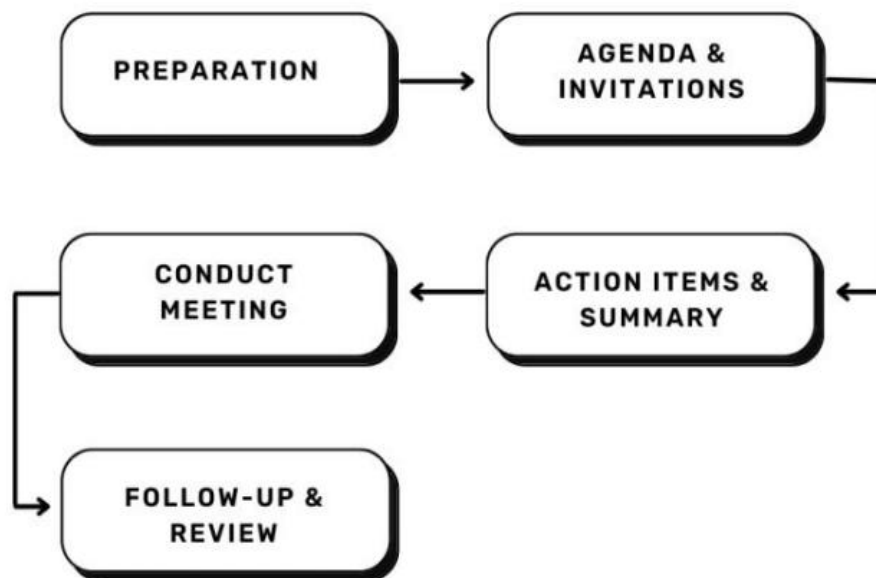 PREPARATION
AGENDA &
INVITATIONS
ACTION ITEMS &
SUMMARY
CONDUCT
MEETING
FOLLOW-UP &
REVIEW